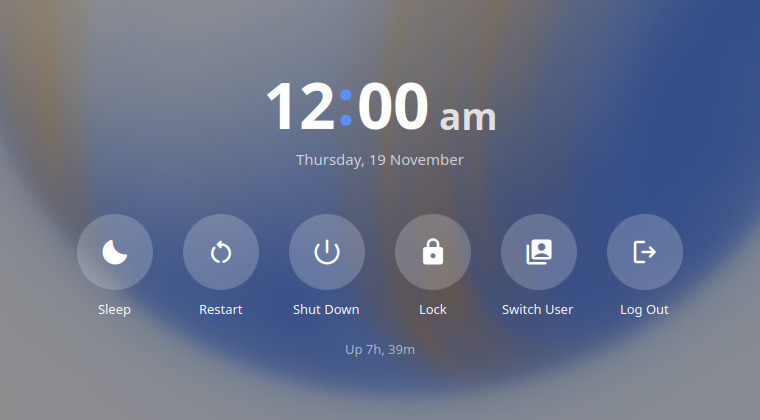 12:00 am
Thursday, 19 November
Sleep
Restart
Shut Down
Lock
Switch User
Log Out
Up 7h, 39m